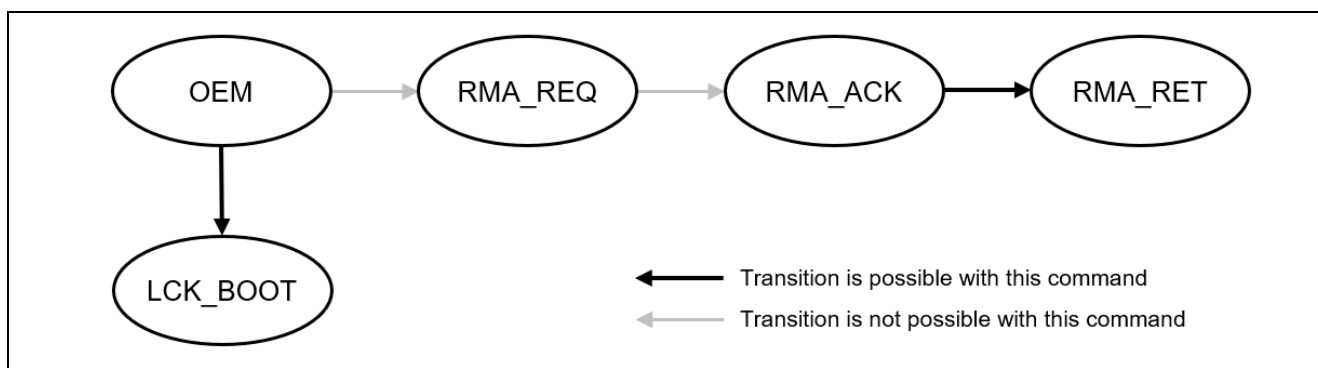 OEM
RMA_REQ
RMA_ACK
RMA_RET
LCK_BOOT
Transition is possible with this command
Transition is not possible with this command